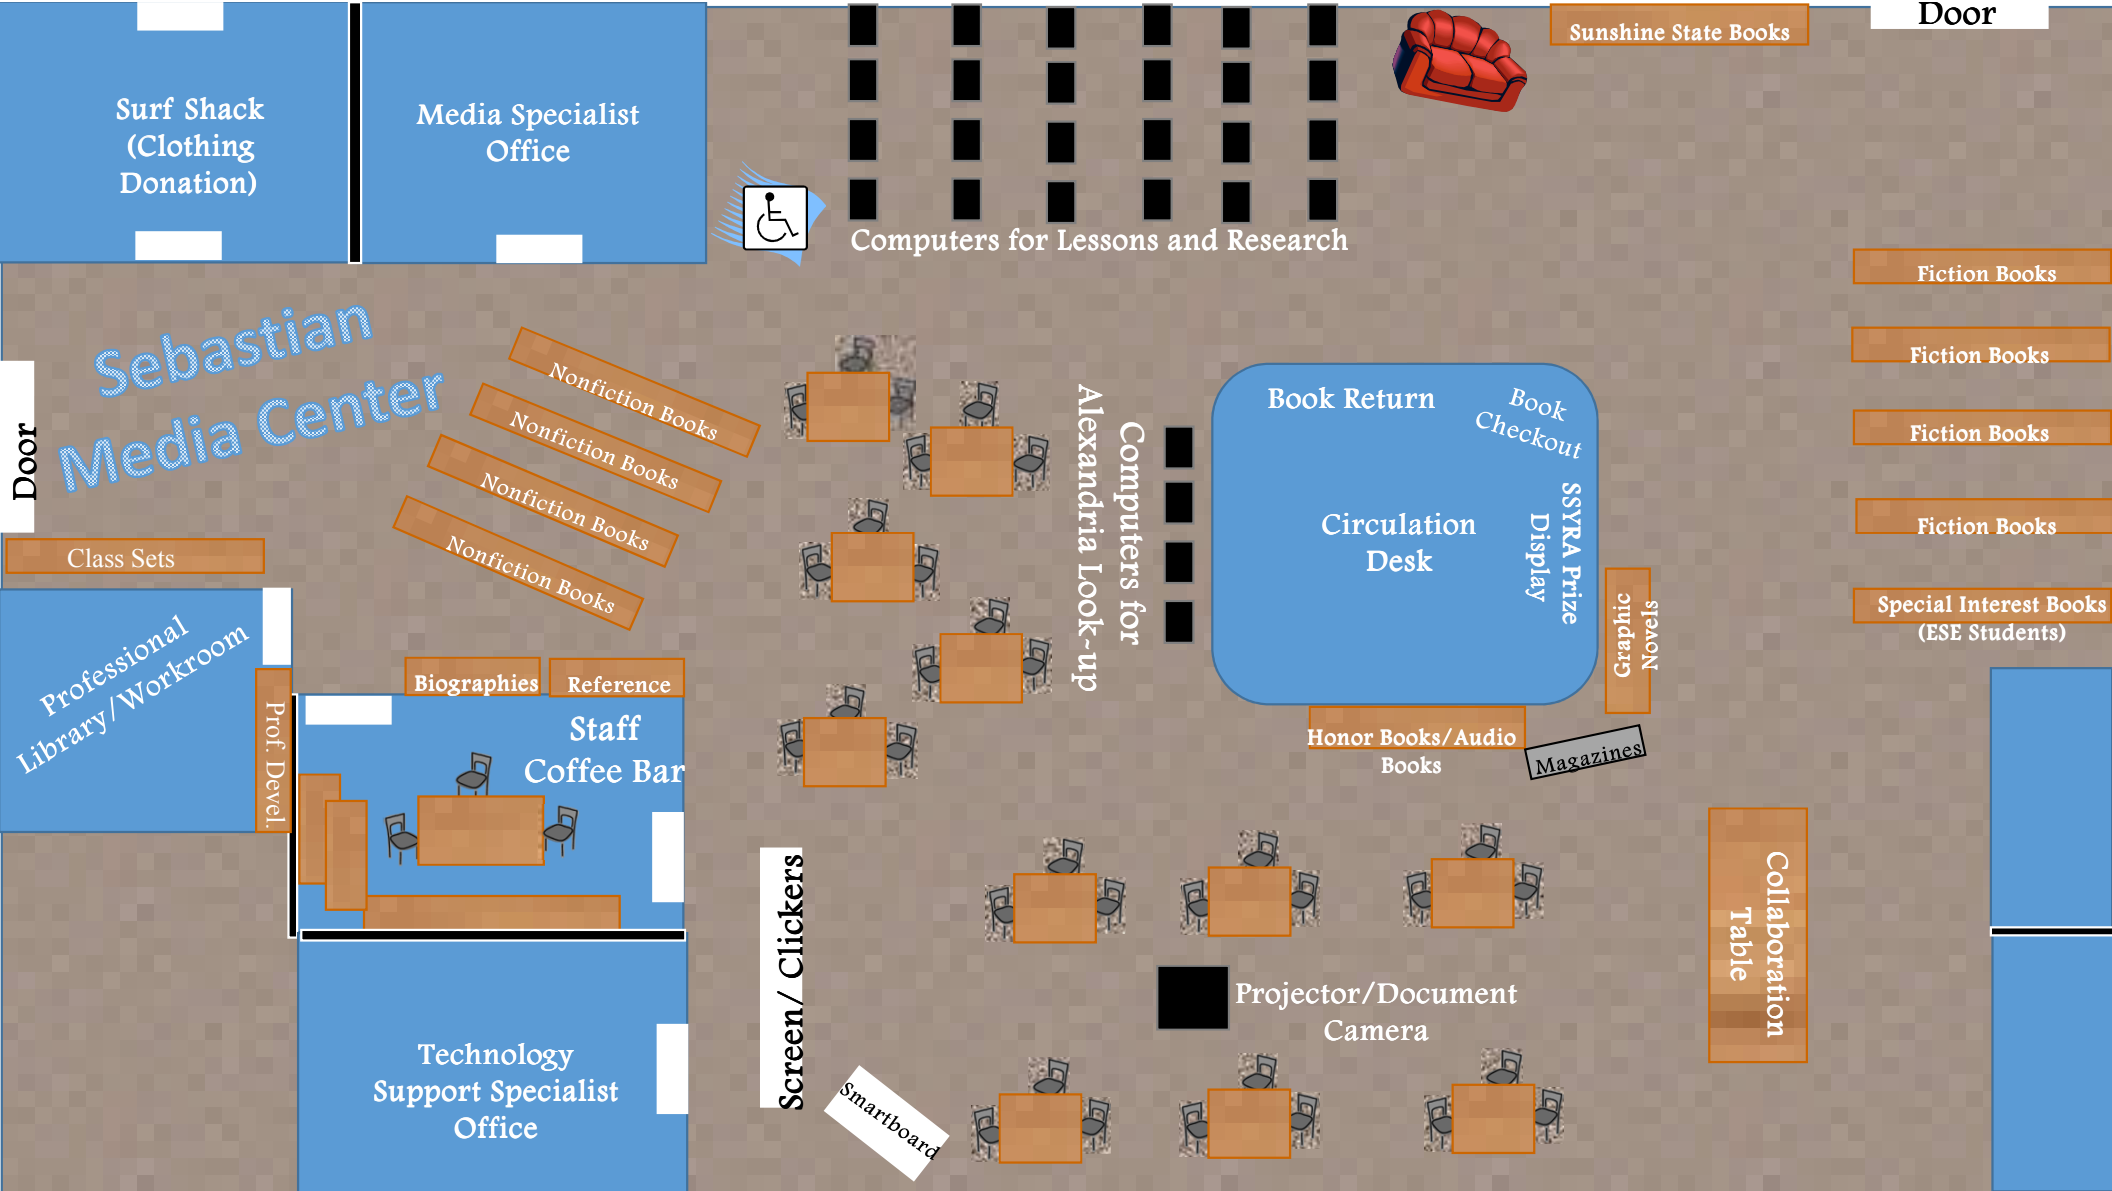 Door
Sunshine State Books
Surf Shack
(Clothing
Donation)
Media Specialist
Office
Computers for Lessons and Research
Fiction Books
Fiction Books
Fiction Books
Fiction Books
Special Interest Books
(ESE Students)
Sebastian
Media Center
Door
Nonfiction Books
Nonfiction Books
Nonfiction Books
Nonfiction Books
Computers for
Alexandria Look-up
Book Return
Book
Checkout
Circulation
Desk
SSYRA Prize
Display
Graphic
Novels
Honor Books/Audio
Books
Magazines
Class Sets
Professional
Library/Workroom
Prof. Devel.
Biographies
Reference
Staff
Coffee Bar
Screen/ Clickers
Collaboration
Table
Projector/Document
Camera
Technology
Support Specialist
Office
Smartboard